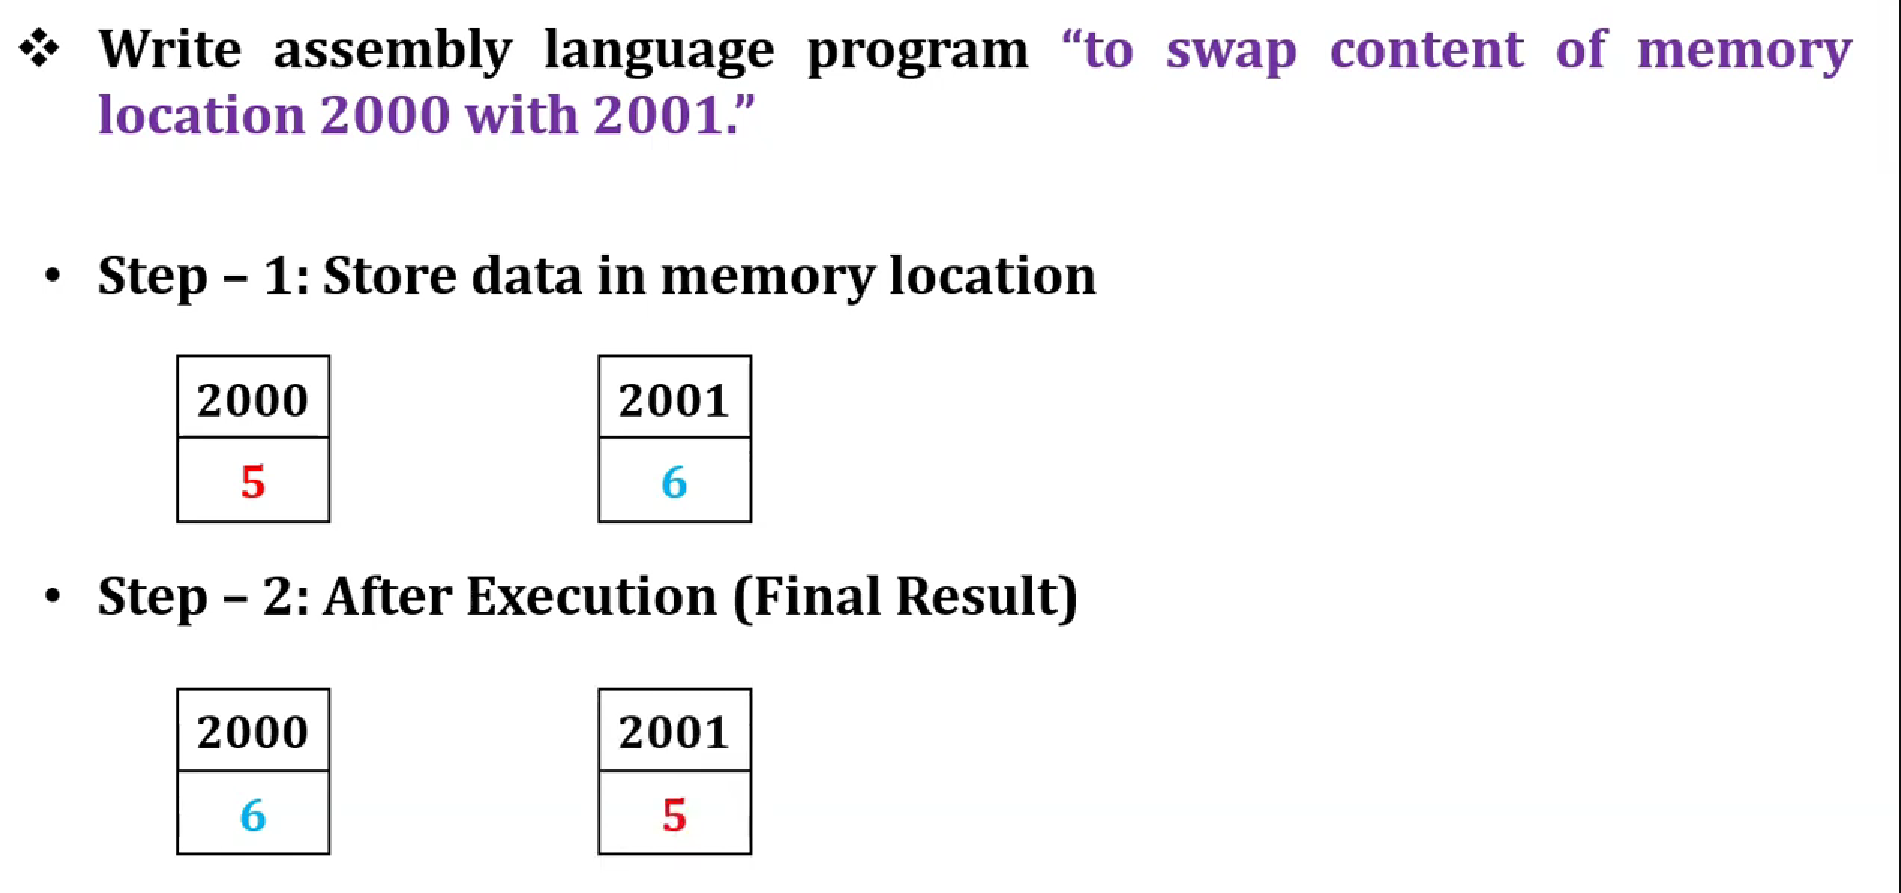 ❖ Write assembly language program “to swap content of memory
location 2000 with 2001.”
• Step – 1: Store data in memory location
2000 2001
5 6
• Step – 2: After Execution (Final Result)
2000 2001
6 5